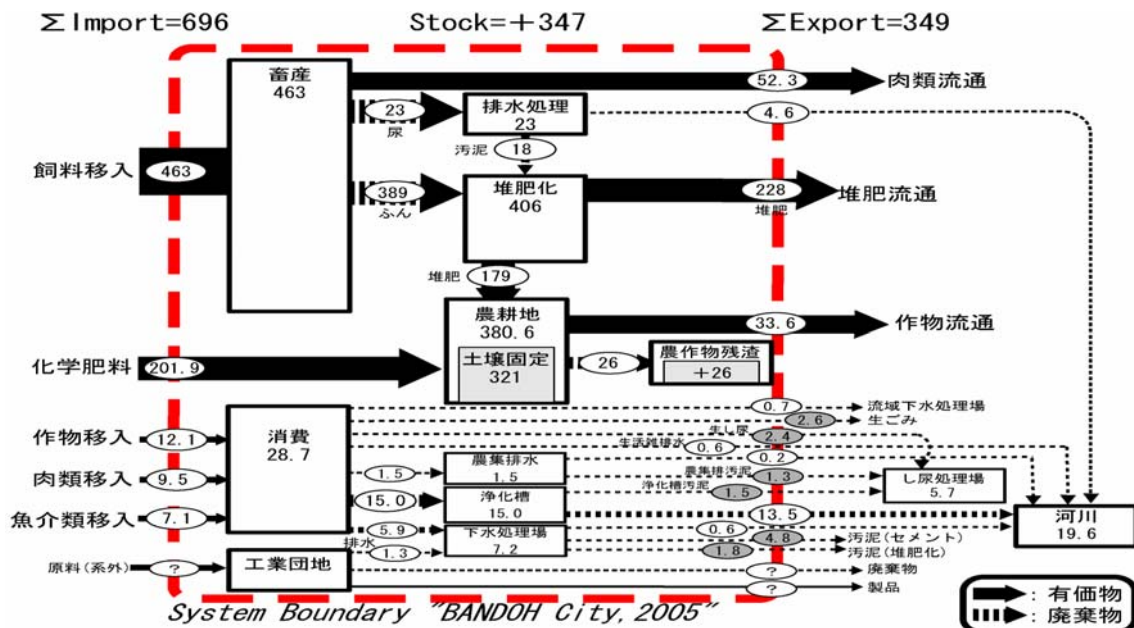 ΣImport=696
Stock=+347
ΣExport=349
畜産
463
52.3
肉類流通
23
尿
排水処理
23
4.6
汚泥
18
飼料移入
463
389
ふん
堆肥化
406
228
堆肥
堆肥流通
堆肥
179
農耕地
380.6
33.6
作物流通
化学肥料
201.9
土壌固定
321
26
農作物残渣
+26
消費
28.7
0.7
流域下水処理場
2.6
生ごみ
作物移入
12.1
生し尿
2.4
生活雑排水
0.6
0.2
肉類移入
9.5
1.5
農集排水
1.5
農集排汚泥
1.3
し尿処理場
5.7
15.0
浄化槽
15.0
浄化槽汚泥
1.5
魚介類移入
7.1
13.5
河川
19.6
5.9
下水処理場
7.2
0.6
4.8
汚泥(セメント)
排水
1.3
1.8
汚泥(堆肥化)
原料(系外)
?
工業団地
?
廃棄物
?
製品
System Boundary "BANDOH City,2005"
:有価物
:廃棄物